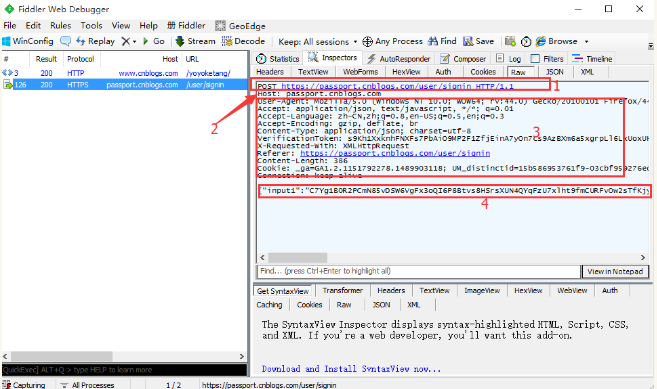 Fiddler Web Debugger
File Edit Rules Tools View Help Fiddler GeoEdge
WinConfig Replay Go Stream Decode Keep: All sessions Any Process Find Save Browse
# Result Protocol Host URL
3 200 HTTP www.cnblogs.com /yoyoketang/
126 200 HTTPS passport.cnblogs.com /user/signin
Statistics Inspectors AutoResponder Composer Log Filters Timeline
Headers TextView WebForms HexView Auth Cookies Raw JSON XML
POST https://passport.cnblogs.com/user/signin HTTP/1.1
1
Host: passport.cnblogs.com
2
User-Agent: Mozilla/5.0 (Windows NT 10.0; WOW64; rv:44.0) Gecko/20100101 Firefox/44
Accept: application/json, text/javascript, */*; q=0.01
Accept-Language: zh-CN,zh;q=0.8,en-US;q=0.5,en;q=0.3
Accept-Encoding: gzip, deflate, br
Content-Type: application/json; charset=utf-8
3
VerificationToken:
X-Requested-With: XMLHttpRequest
Referer: https://passport.cnblogs.com/user/signin
Content-Length: 386
Cookie: _ga=GA1.2.1151792278.1489903118;
Connection: keep-alive
{"input1":
4
Find... (press Ctrl+Enter to highlight all) View in Notepad
Get SyntaxView Transformer Headers TextView ImageView HexView WebView Auth
Caching Cookies Raw JSON XML
The SyntaxView Inspector displays syntax-highlighted HTML, Script, CSS,
and XML. If you're a web developer, you'll want this add-on.
Download and Install SyntaxView now...
[QuickExec] ALT+Q > type HELP to learn more
Capturing All Processes 1 / 2 https://passport.cnblogs.com/user/signin